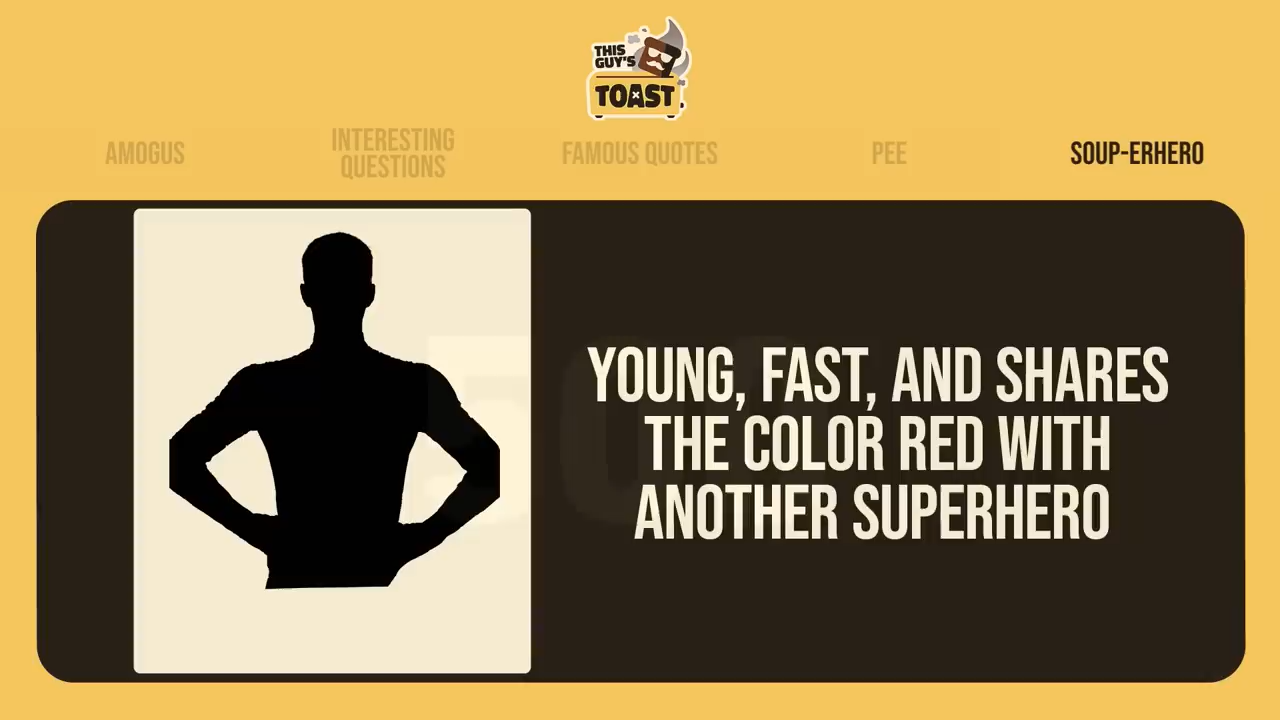 THIS
GUY'S
TOAST
AMOGUS
INTERESTING
QUESTIONS
FAMOUS QUOTES
PEE
SOUP-ERHERO
YOUNG, FAST, AND SHARES
THE COLOR RED WITH
ANOTHER SUPERHERO